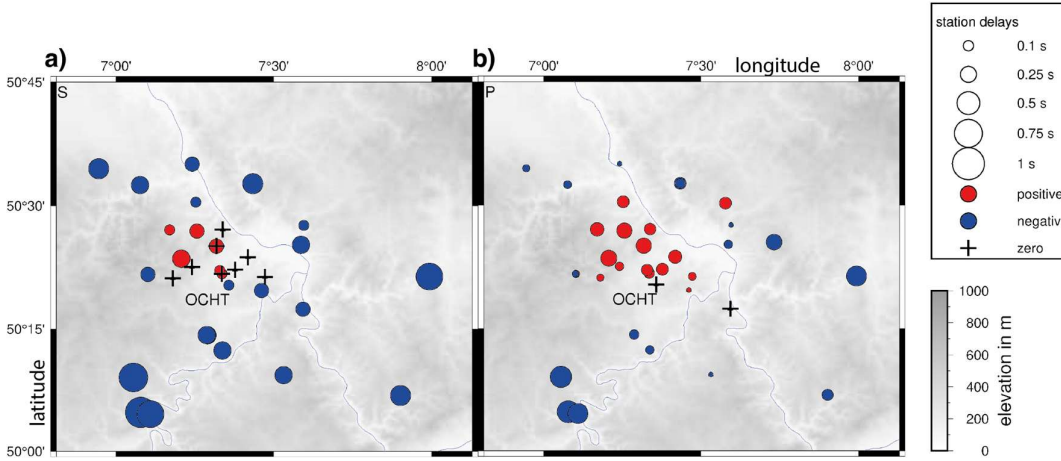 a)
7°00'
7°30'
8°00'
b)
7°00'
7°30'
longitude
8°00'
50°45'
50°30'
50°15'
50°00'
latitude
S
OCHT
P
OCHT
station delays
0.1 s
0.25 s
0.5 s
0.75 s
1 s
positive
negativ
zero
1000
800
600
400
200
0
elevation in m